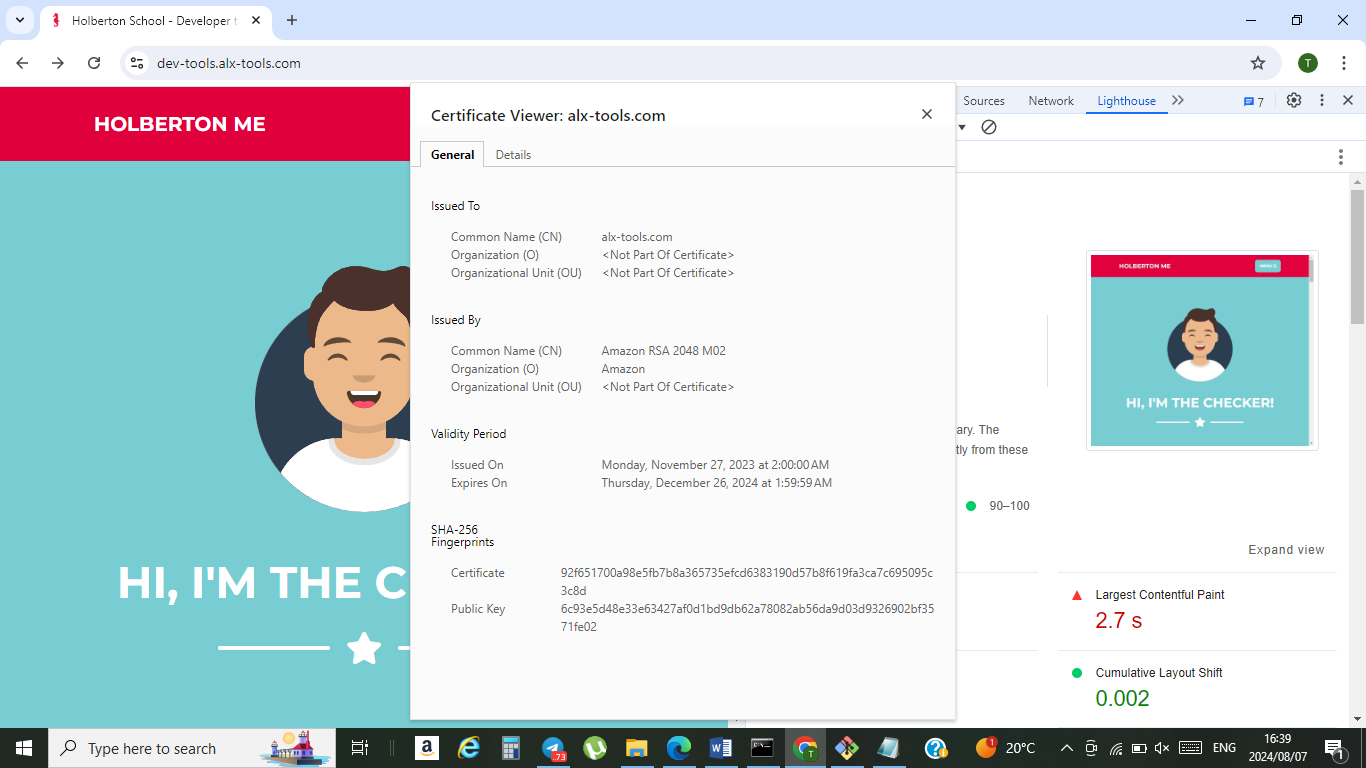 Holberton School - Developer t
dev-tools.alx-tools.com
T
HOLBERTON ME
HI, I'M THE C
Certificate Viewer: alx-tools.com
General Details
Issued To
Common Name (CN) alx-tools.com
Organization (O) <Not Part Of Certificate>
Organizational Unit (OU) <Not Part Of Certificate>
Issued By
Common Name (CN) Amazon RSA 2048 M02
Organization (O) Amazon
Organizational Unit (OU) <Not Part Of Certificate>
Validity Period
Issued On Monday, November 27, 2023 at 2:00:00 AM
Expires On Thursday, December 26, 2024 at 1:59:59 AM
SHA-256
Fingerprints
Certificate 92f651700a98e5fb7b8a365735efcd6383190d57b8f619fa3ca7c695095c
3c8d
Public Key 6c93e5d48e33e63427af0d1bd9db62a78082ab56da9d03d9326902bf35
71fe02
Sources Network Lighthouse 7
HOLBERTON ME
HI, I'M THE CHECKER!
ary. The
tly from these
90–100
Expand view
Largest Contentful Paint
2.7 s
Cumulative Layout Shift
0.002
Type here to search
.73
1
20°C
ENG
16:39
2024/08/07
1